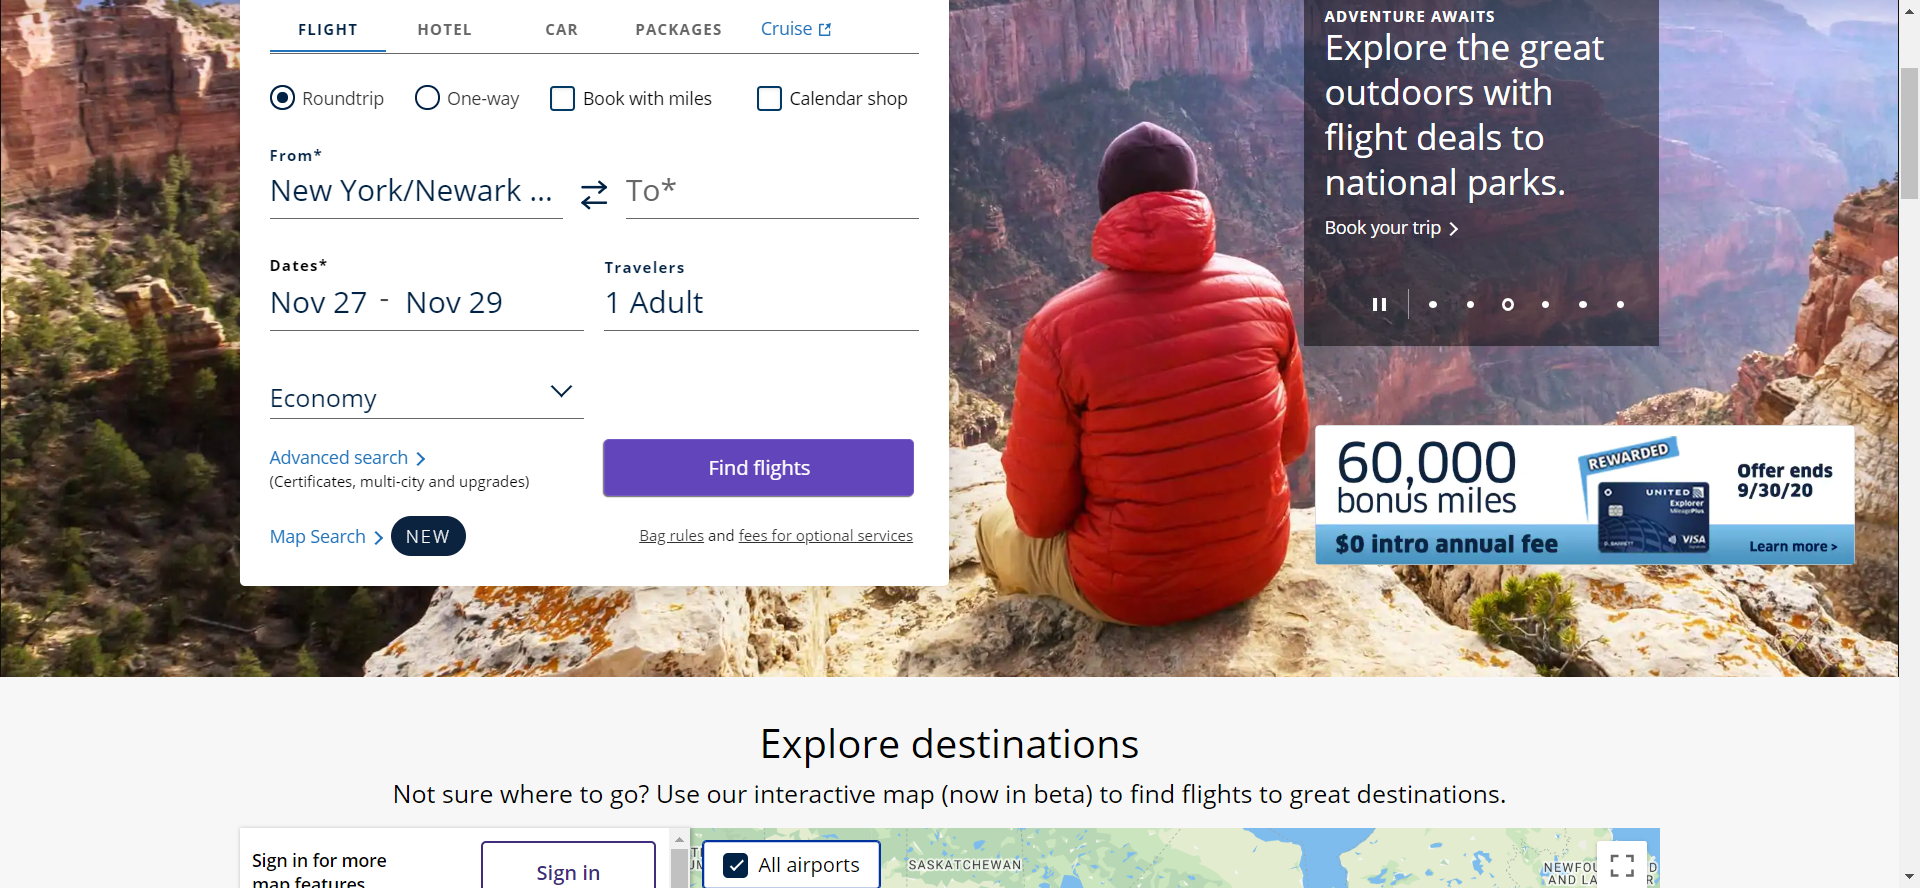 FLIGHT HOTEL CAR PACKAGES Cruise
Roundtrip One-way Book with miles Calendar shop
From*
New York/Newark ... To*
Dates* Travelers
Nov 27 - Nov 29 1 Adult
Economy
Advanced search
(Certificates, multi-city and upgrades)
Find flights
Map Search NEW
Bag rules and fees for optional services
ADVENTURE AWAITS
Explore the great
outdoors with
flight deals to
national parks.
Book your trip
60,000
bonus miles
$0 intro annual fee
REWARDED
UNITED
Explorer
MileagePlus
VISA
Offer ends
9/30/20
Learn more >
Explore destinations
Not sure where to go? Use our interactive map (now in beta) to find flights to great destinations.
Sign in for more
map features
Sign in
All airports
SASKATCHEWAN